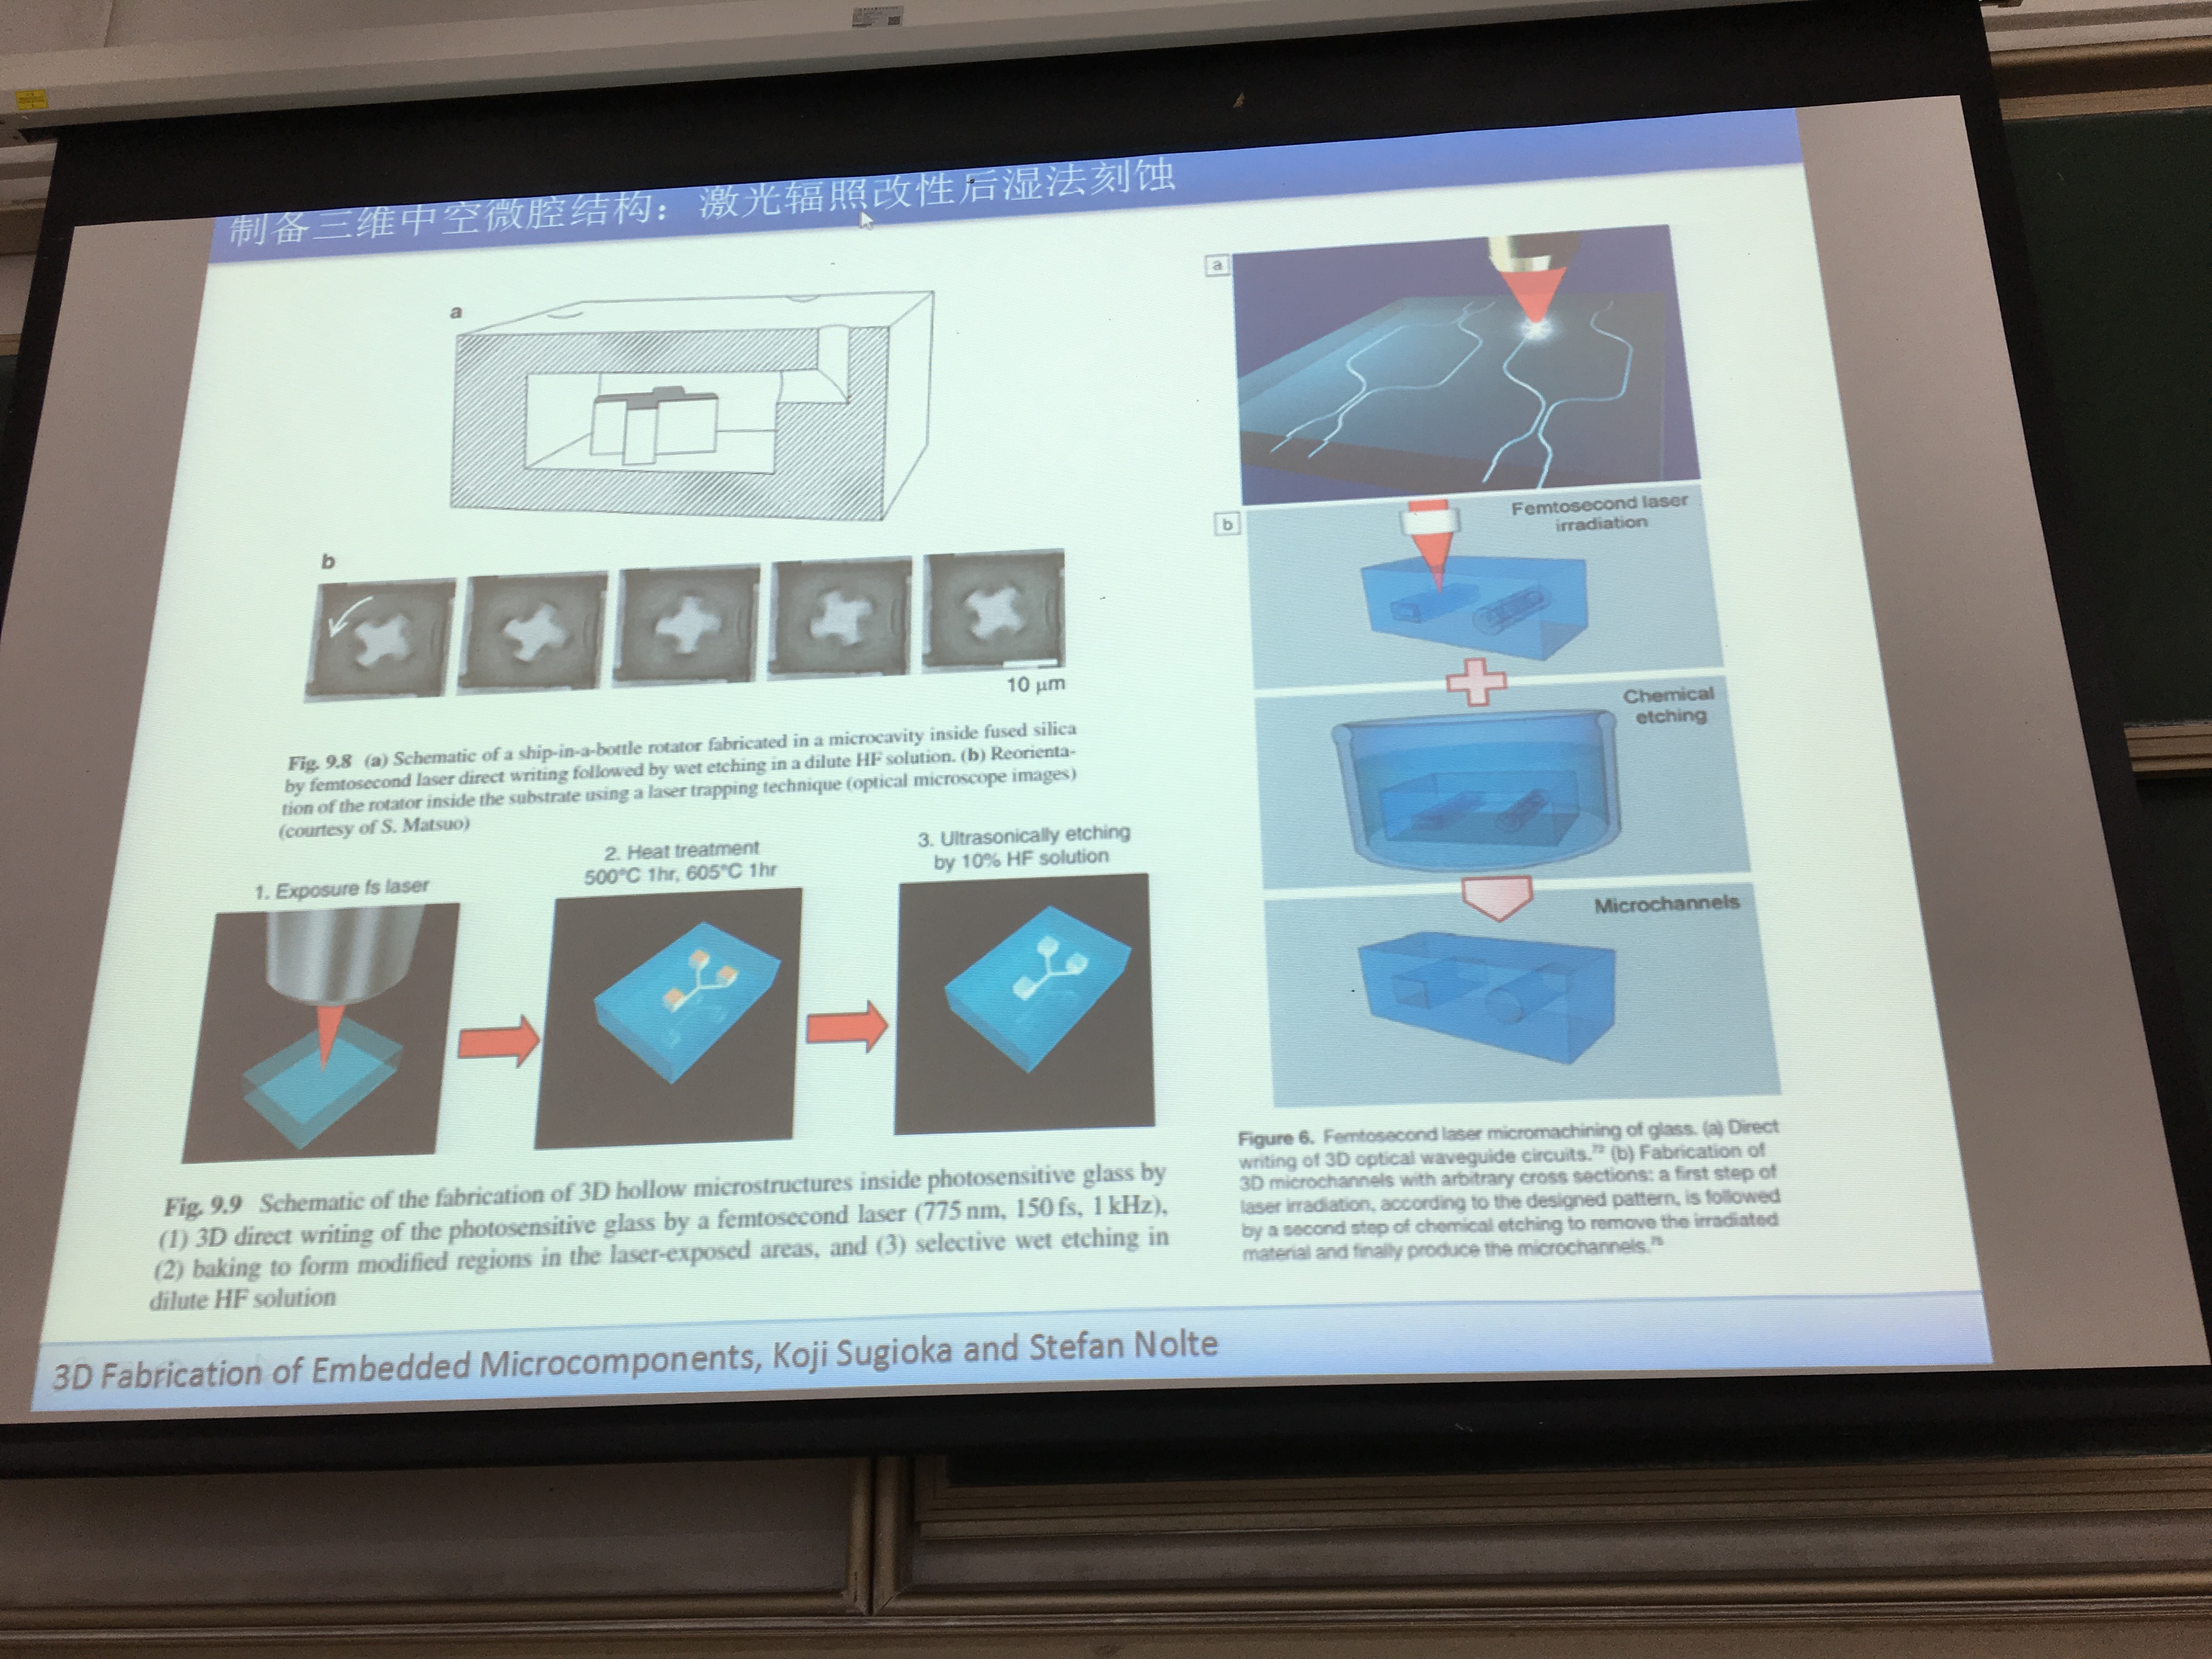 制备三维中空微腔结构：激光辐照改性后湿法刻蚀
a
b
10 μm
Fig. 9.8 (a) Schematic of a ship-in-a-bottle rotator fabricated in a microcavity inside fused silica
by femtosecond laser direct writing followed by wet etching in a dilute HF solution. (b) Reorienta-
tion of the rotator inside the substrate using a laser trapping technique (optical microscope images)
(courtesy of S. Matsuo)
1. Exposure fs laser
2. Heat treatment
500°C 1hr, 605°C 1hr
3. Ultrasonically etching
by 10% HF solution
Fig. 9.9 Schematic of the fabrication of 3D hollow microstructures inside photosensitive glass by
(1) 3D direct writing of the photosensitive glass by a femtosecond laser (775 nm, 150 fs, 1 kHz),
(2) baking to form modified regions in the laser-exposed areas, and (3) selective wet etching in
dilute HF solution
a
b
Femtosecond laser
irradiation
Chemical
etching
Microchannels
Figure 6. Femtosecond laser micromachining of glass. (a) Direct
writing of 3D optical waveguide circuits. (b) Fabrication of
3D microchannels with arbitrary cross sections: a first step of
laser irradiation, according to the designed pattern, is followed
by a second step of chemical etching to remove the irradiated
material and finally produce the microchannels.
3D Fabrication of Embedded Microcomponents, Koji Sugioka and Stefan Nolte